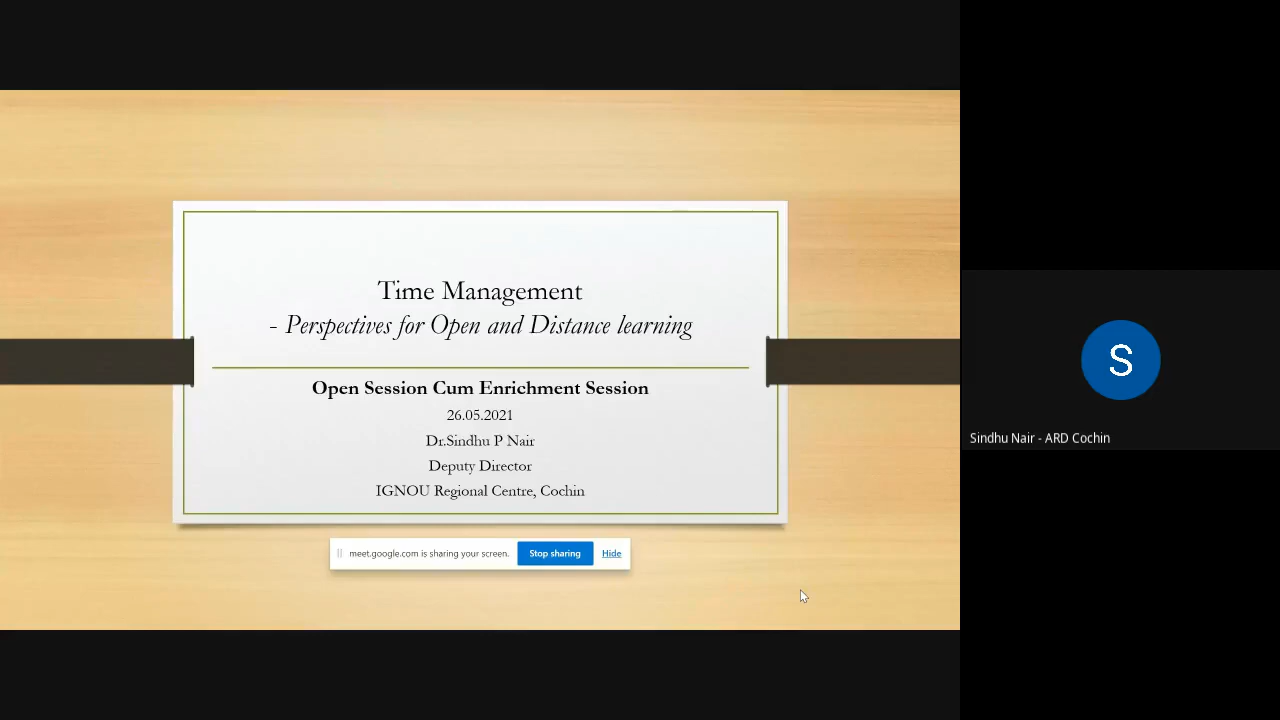 Time Management
- Perspectives for Open and Distance learning
Open Session Cum Enrichment Session
26.05.2021
Dr.Sindhu P Nair
Deputy Director
IGNOU Regional Centre, Cochin
meet.google.com is sharing your screen. Stop sharing Hide
S
Sindhu Nair - ARD Cochin